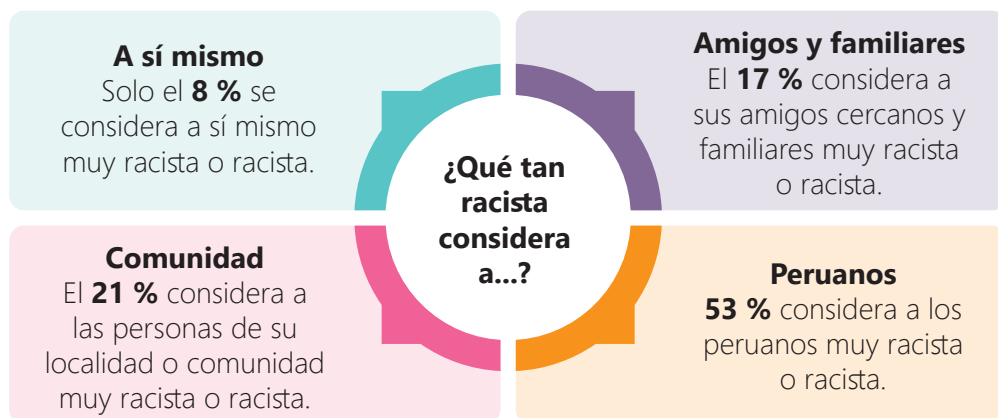 A sí mismo
Solo el 8 % se
considera a sí mismo
muy racista o racista.
Amigos y familiares
El 17 % considera a
sus amigos cercanos y
familiares muy racista
o racista.
¿Qué tan
racista
considera
a...?
Comunidad
El 21 % considera a
las personas de su
localidad o comunidad
muy racista o racista.
Peruanos
53 % considera a los
peruanos muy racista
o racista.